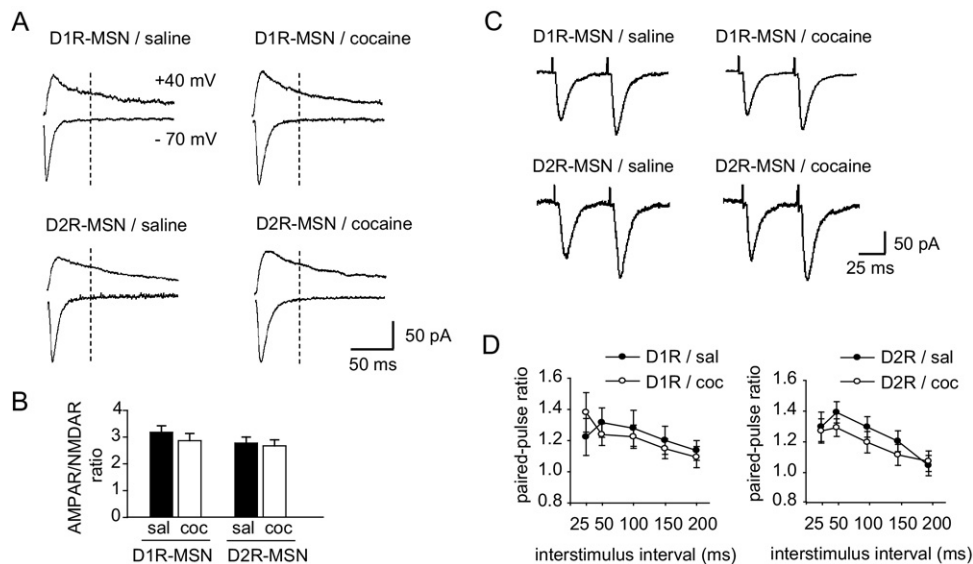 A
D1R-MSN / saline
D1R-MSN / cocaine
+40 mV
- 70 mV
D2R-MSN / saline
D2R-MSN / cocaine
50 pA
50 ms
B
AMPAR/NMDAR
ratio
4
3
2
1
0
sal coc sal coc
D1R-MSN D2R-MSN
C
D1R-MSN / saline
D1R-MSN / cocaine
D2R-MSN / saline
D2R-MSN / cocaine
50 pA
25 ms
D
D1R / sal
D1R / coc
paired-pulse ratio
1.6
1.4
1.2
1.0
0.8
25 50 100 150 200
interstimulus interval (ms)
D2R / sal
D2R / coc
paired-pulse ratio
1.6
1.4
1.2
1.0
0.8
25 50 100 150 200
interstimulus interval (ms)